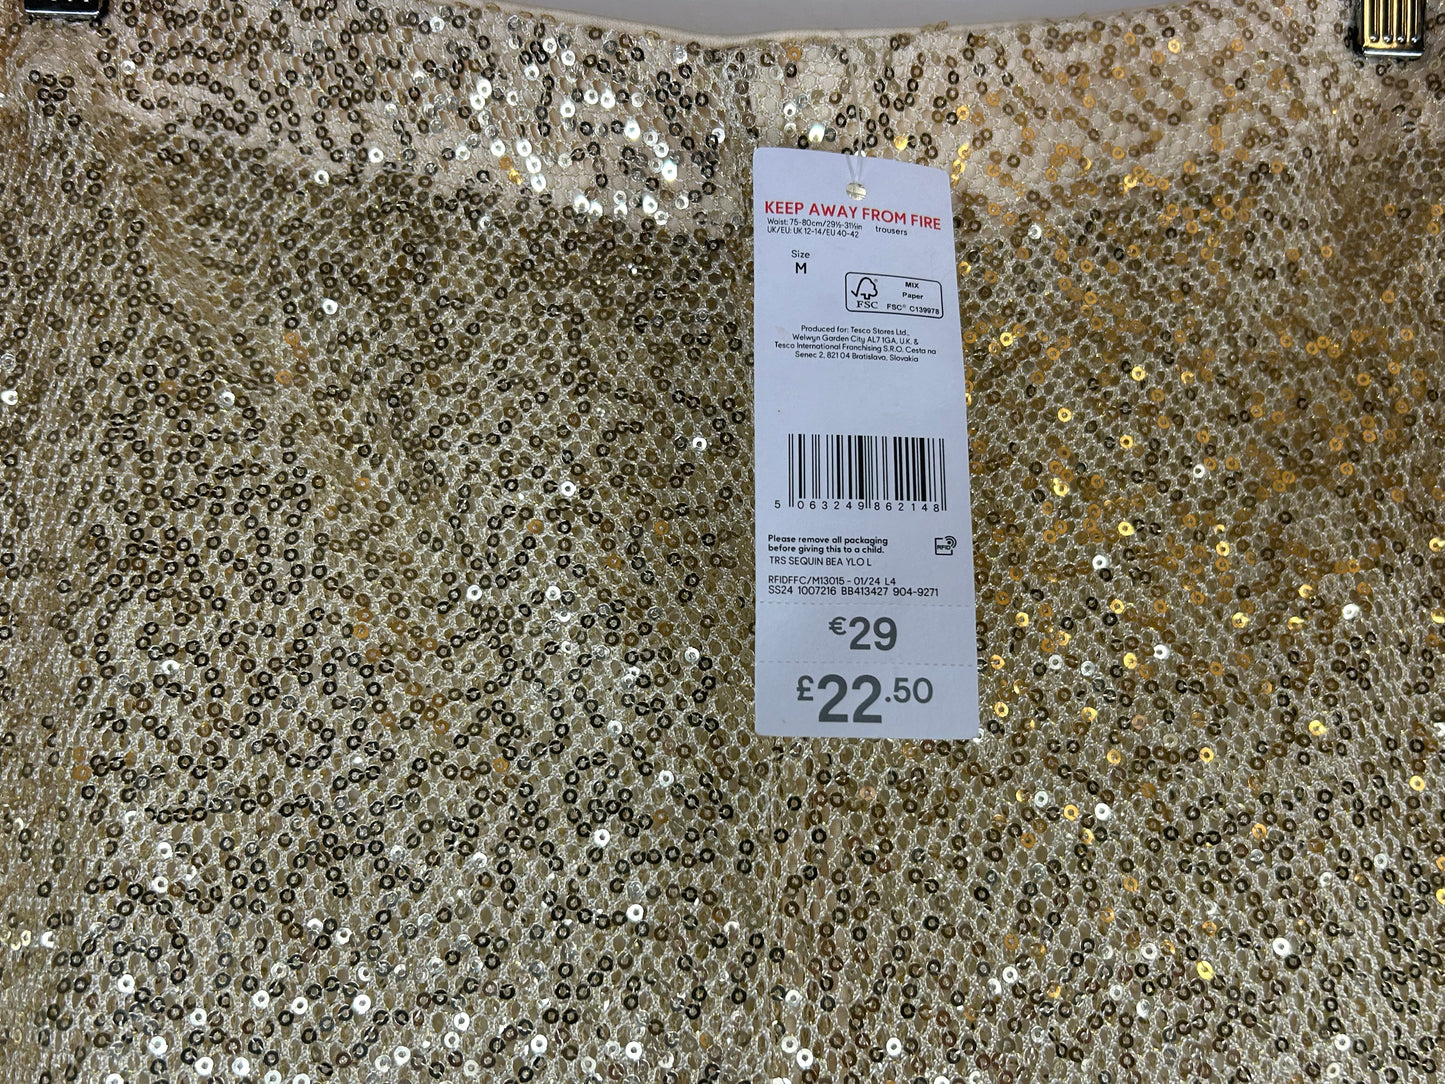 KEEP AWAY FROM FIRE
Waist: 75-80cm/29½-31½in trousers
UK/EU: UK 12-14/EU 40-42
Size
M
MIX
Paper
FSC FSC® C139978
Produced for: Tesco Stores Ltd.,
Welwyn Garden City AL7 1GA, U.K. &
Tesco International Franchising S.R.O. Cesta na
Senec 2, 821 04 Bratislava, Slovakia
5 063249 862148
Please remove all packaging
before giving this to a child.
RFID
TRS SEQUIN BEA YLO L
RFIDFFC/M13015 - 01/24 L4
SS24 1007216 BB413427 904-9271
€29
£22.50